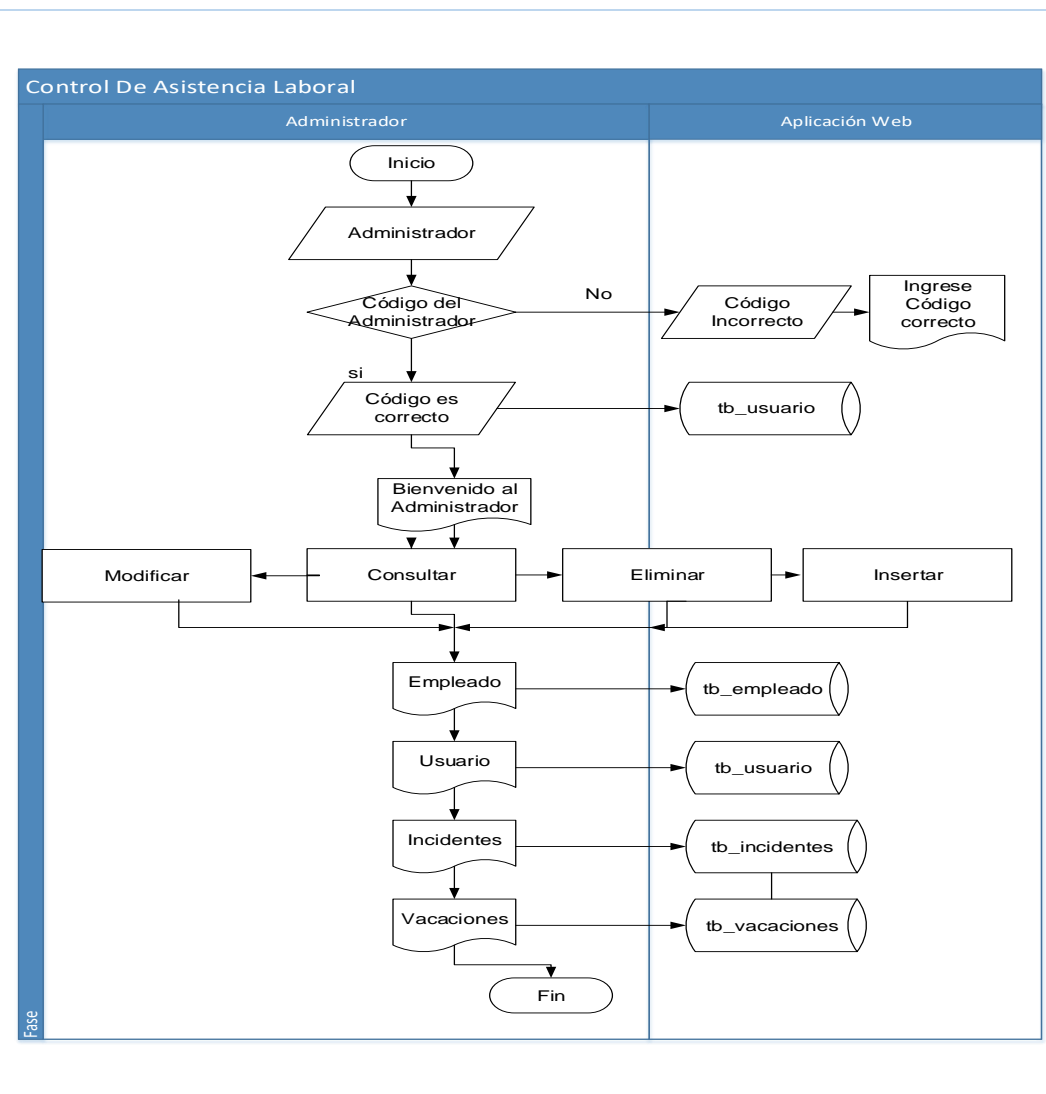 Control De Asistencia Laboral
Administrador
Aplicación Web
Inicio
Administrador
Código del
Administrador
No
Código
Incorrecto
Ingrese
Código
correcto
si
Código es
correcto
tb_usuario
Bienvenido al
Administrador
Modificar
Consultar
Eliminar
Insertar
Empleado
tb_empleado
Usuario
tb_usuario
Incidentes
tb_incidentes
Vacaciones
tb_vacaciones
Fin
Fase